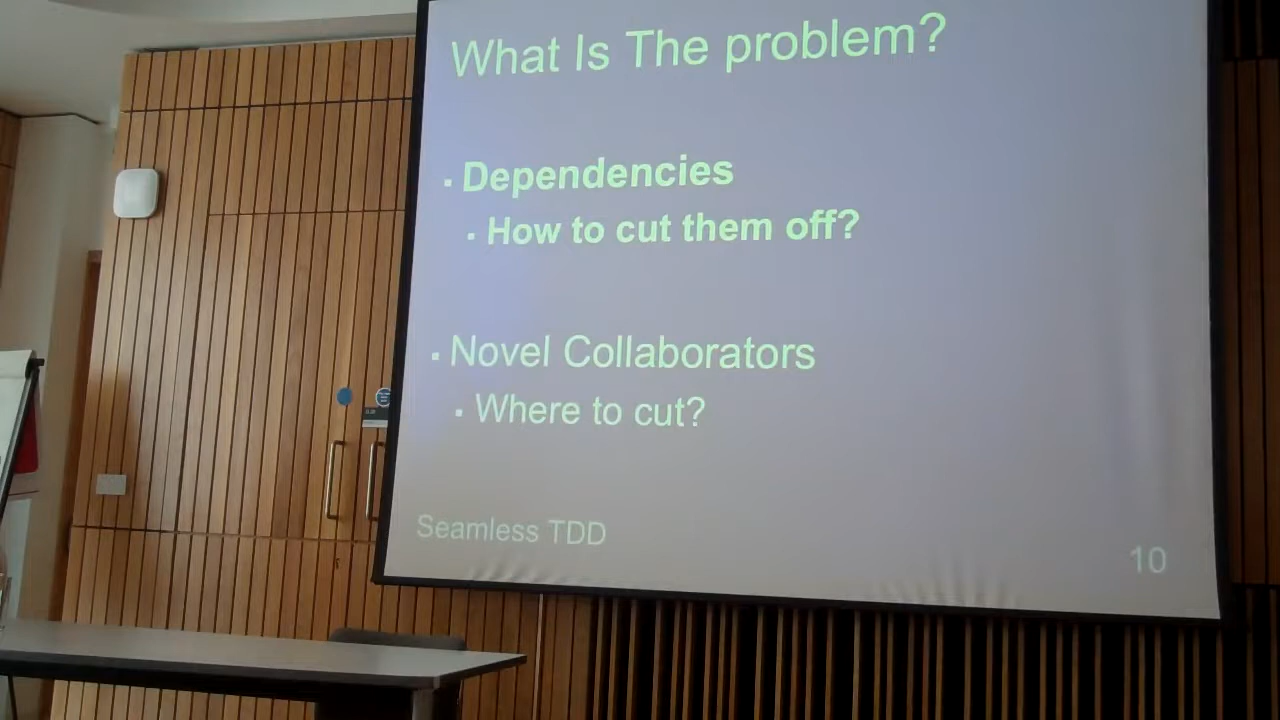 What Is The problem?
Dependencies
How to cut them off?
Novel Collaborators
Where to cut?
Seamless TDD
10